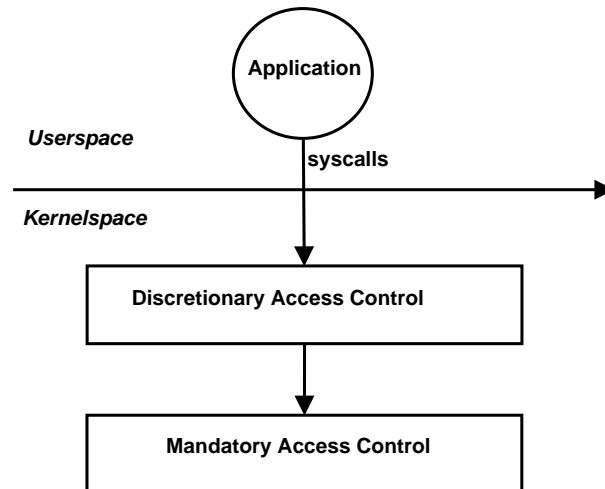 Application
Userspace
syscalls
Kernelspace
Discretionary Access Control
Mandatory Access Control